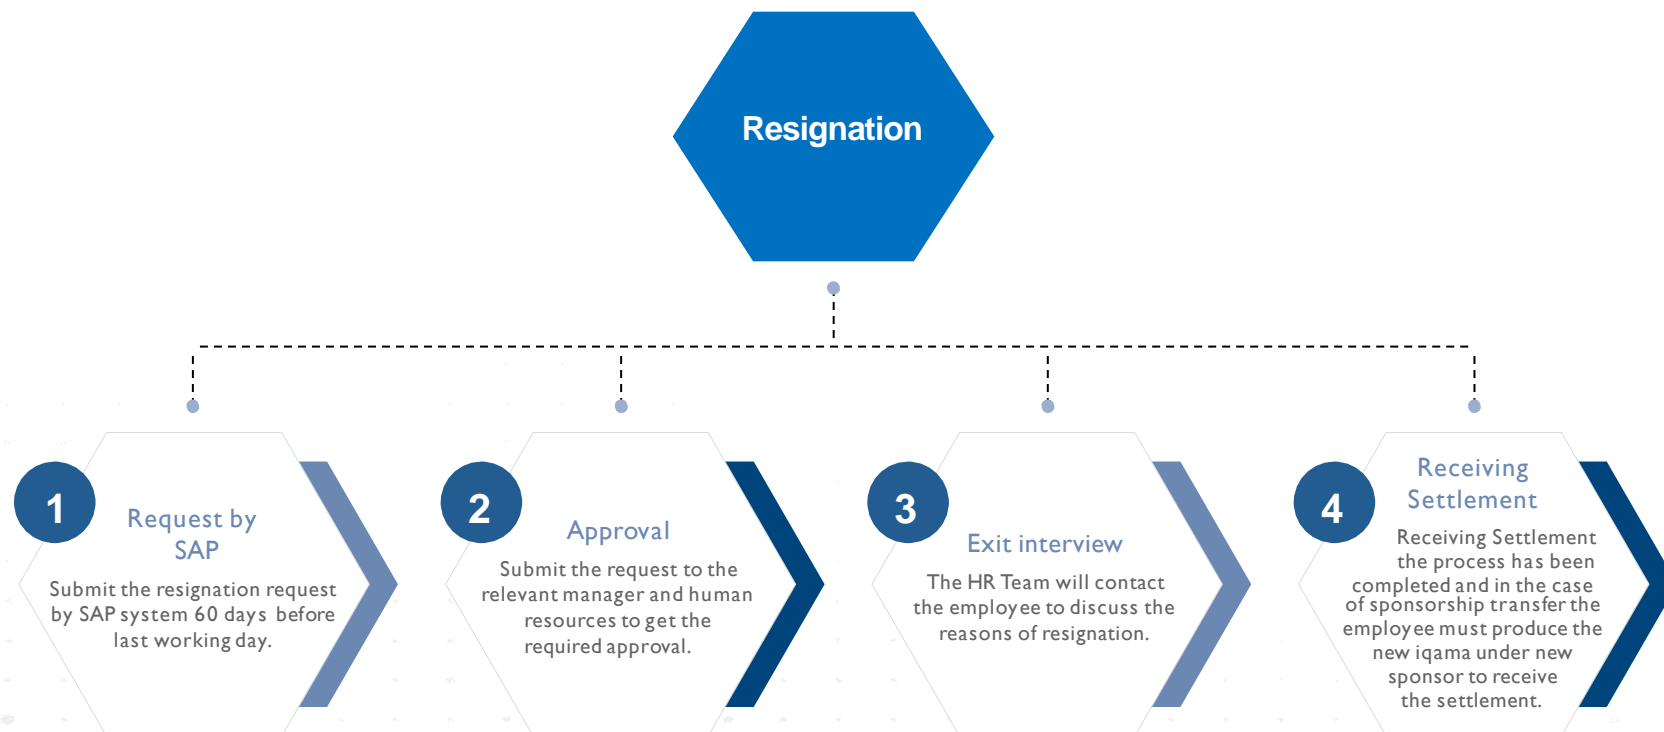 Resignation
1
Request by
SAP
Submit the resignation request
by SAP system 60 days before
last working day.
2
Approval
Submit the request to the
relevant manager and human
resources to get the
required approval.
3
Exit interview
The HR Team will contact
the employee to discuss the
reasons of resignation.
4
Receiving
Settlement
Receiving Settlement
the process has been
completed and in the case
of sponsorship transfer the
employee must produce the
new iqama under new
sponsor to receive
the settlement.